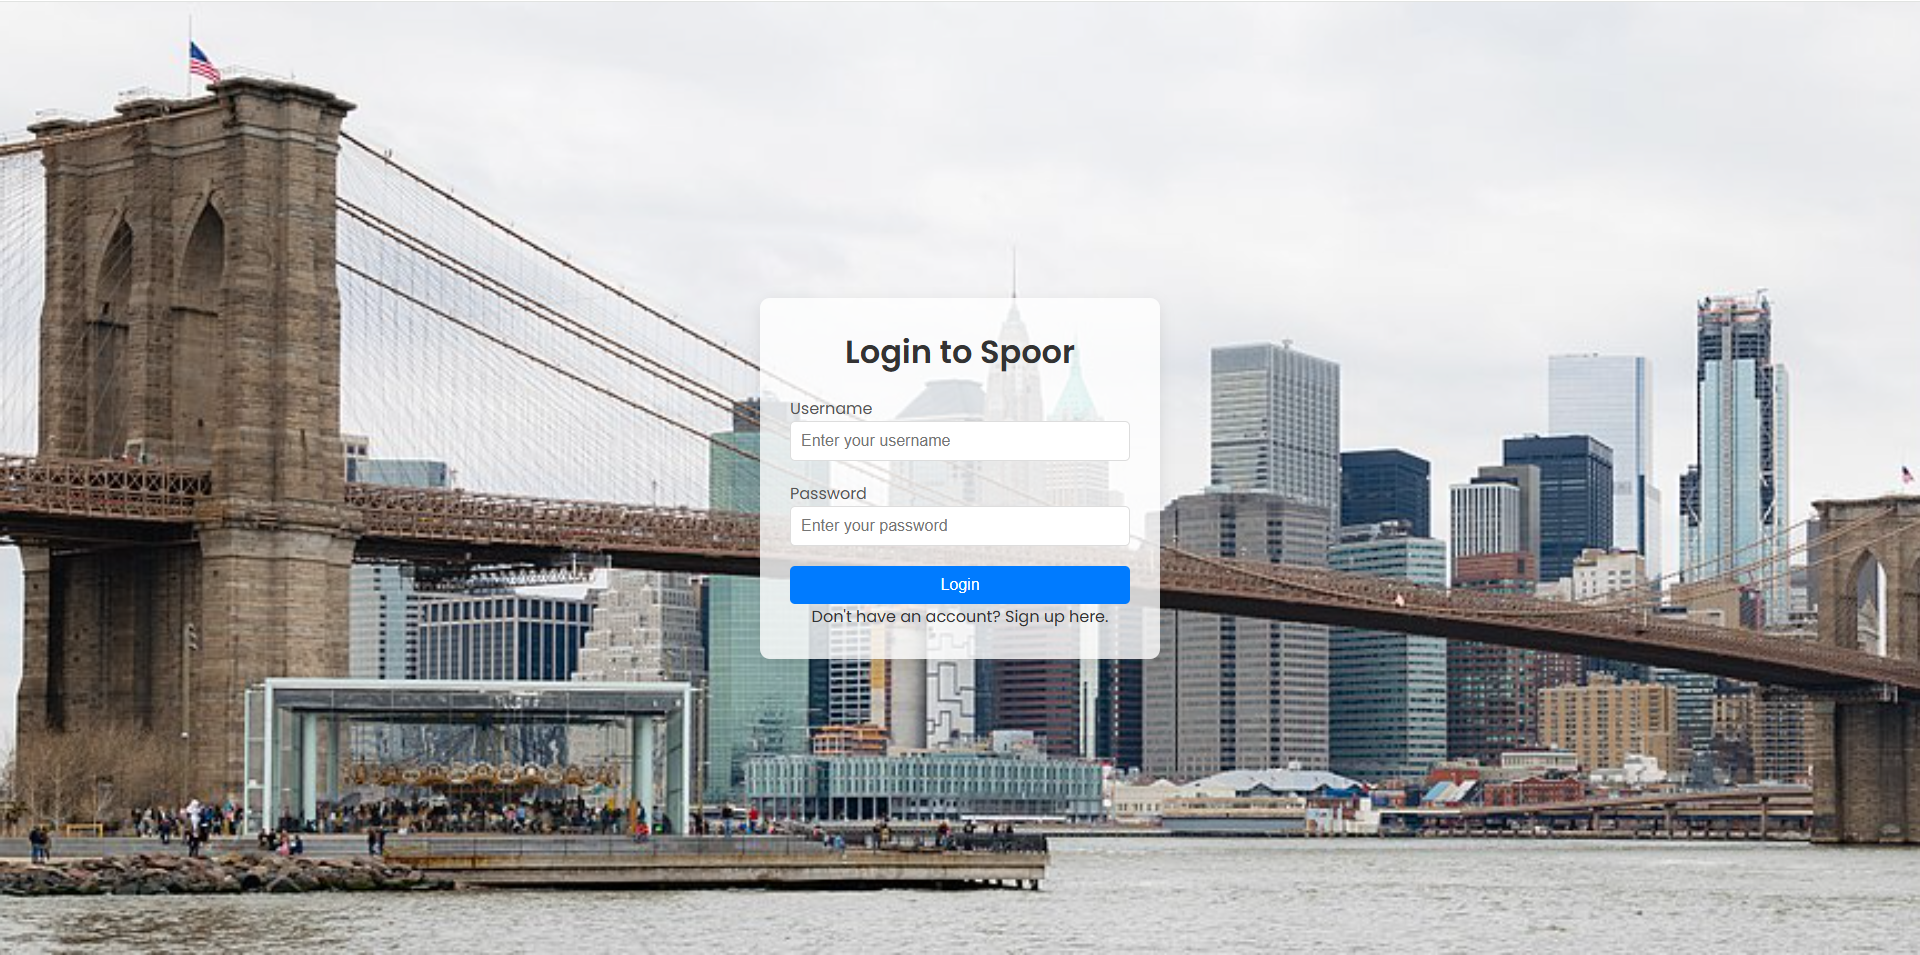 Login to Spoor
Username
Enter your username
Password
Enter your password
Login
Don't have an account? Sign up here.